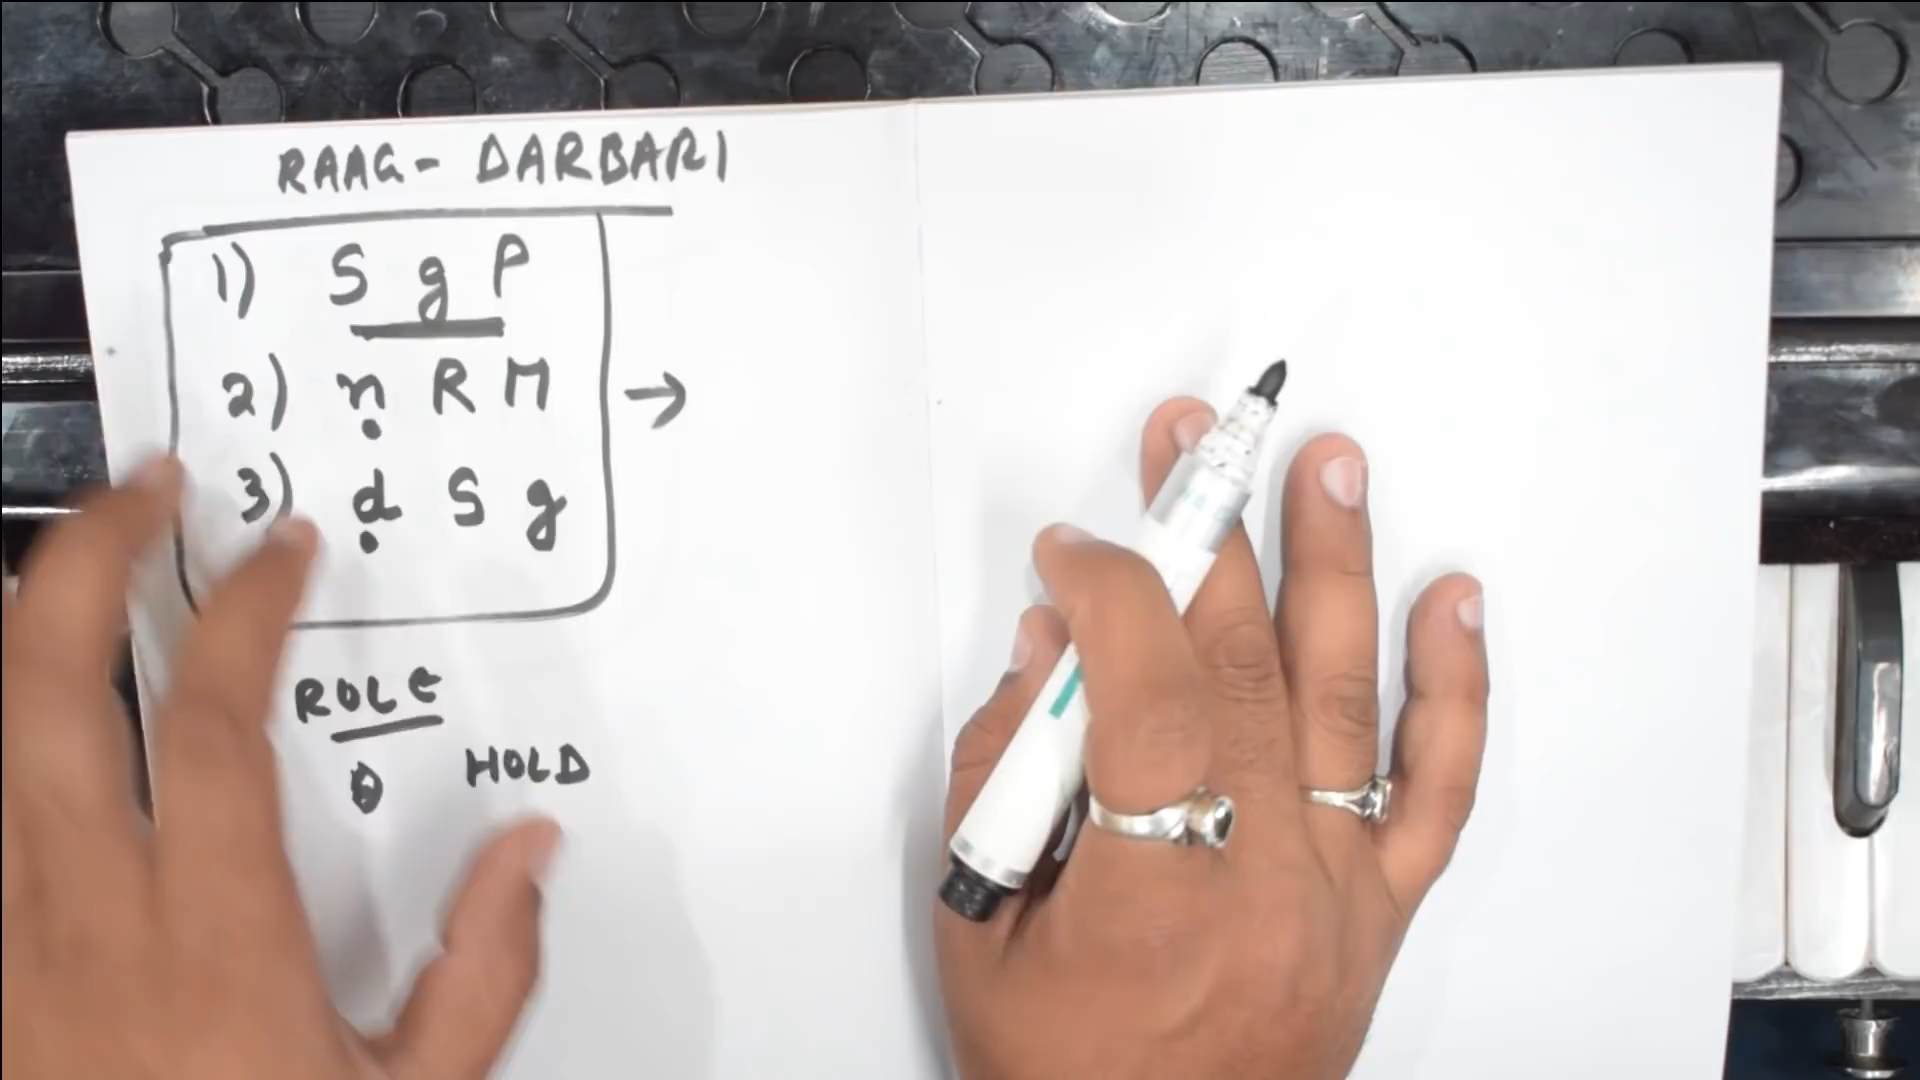 RAAG - DARBARI
1) S g P
2) ṇ R M →
3) ḍ S g
ROLE
HOLD